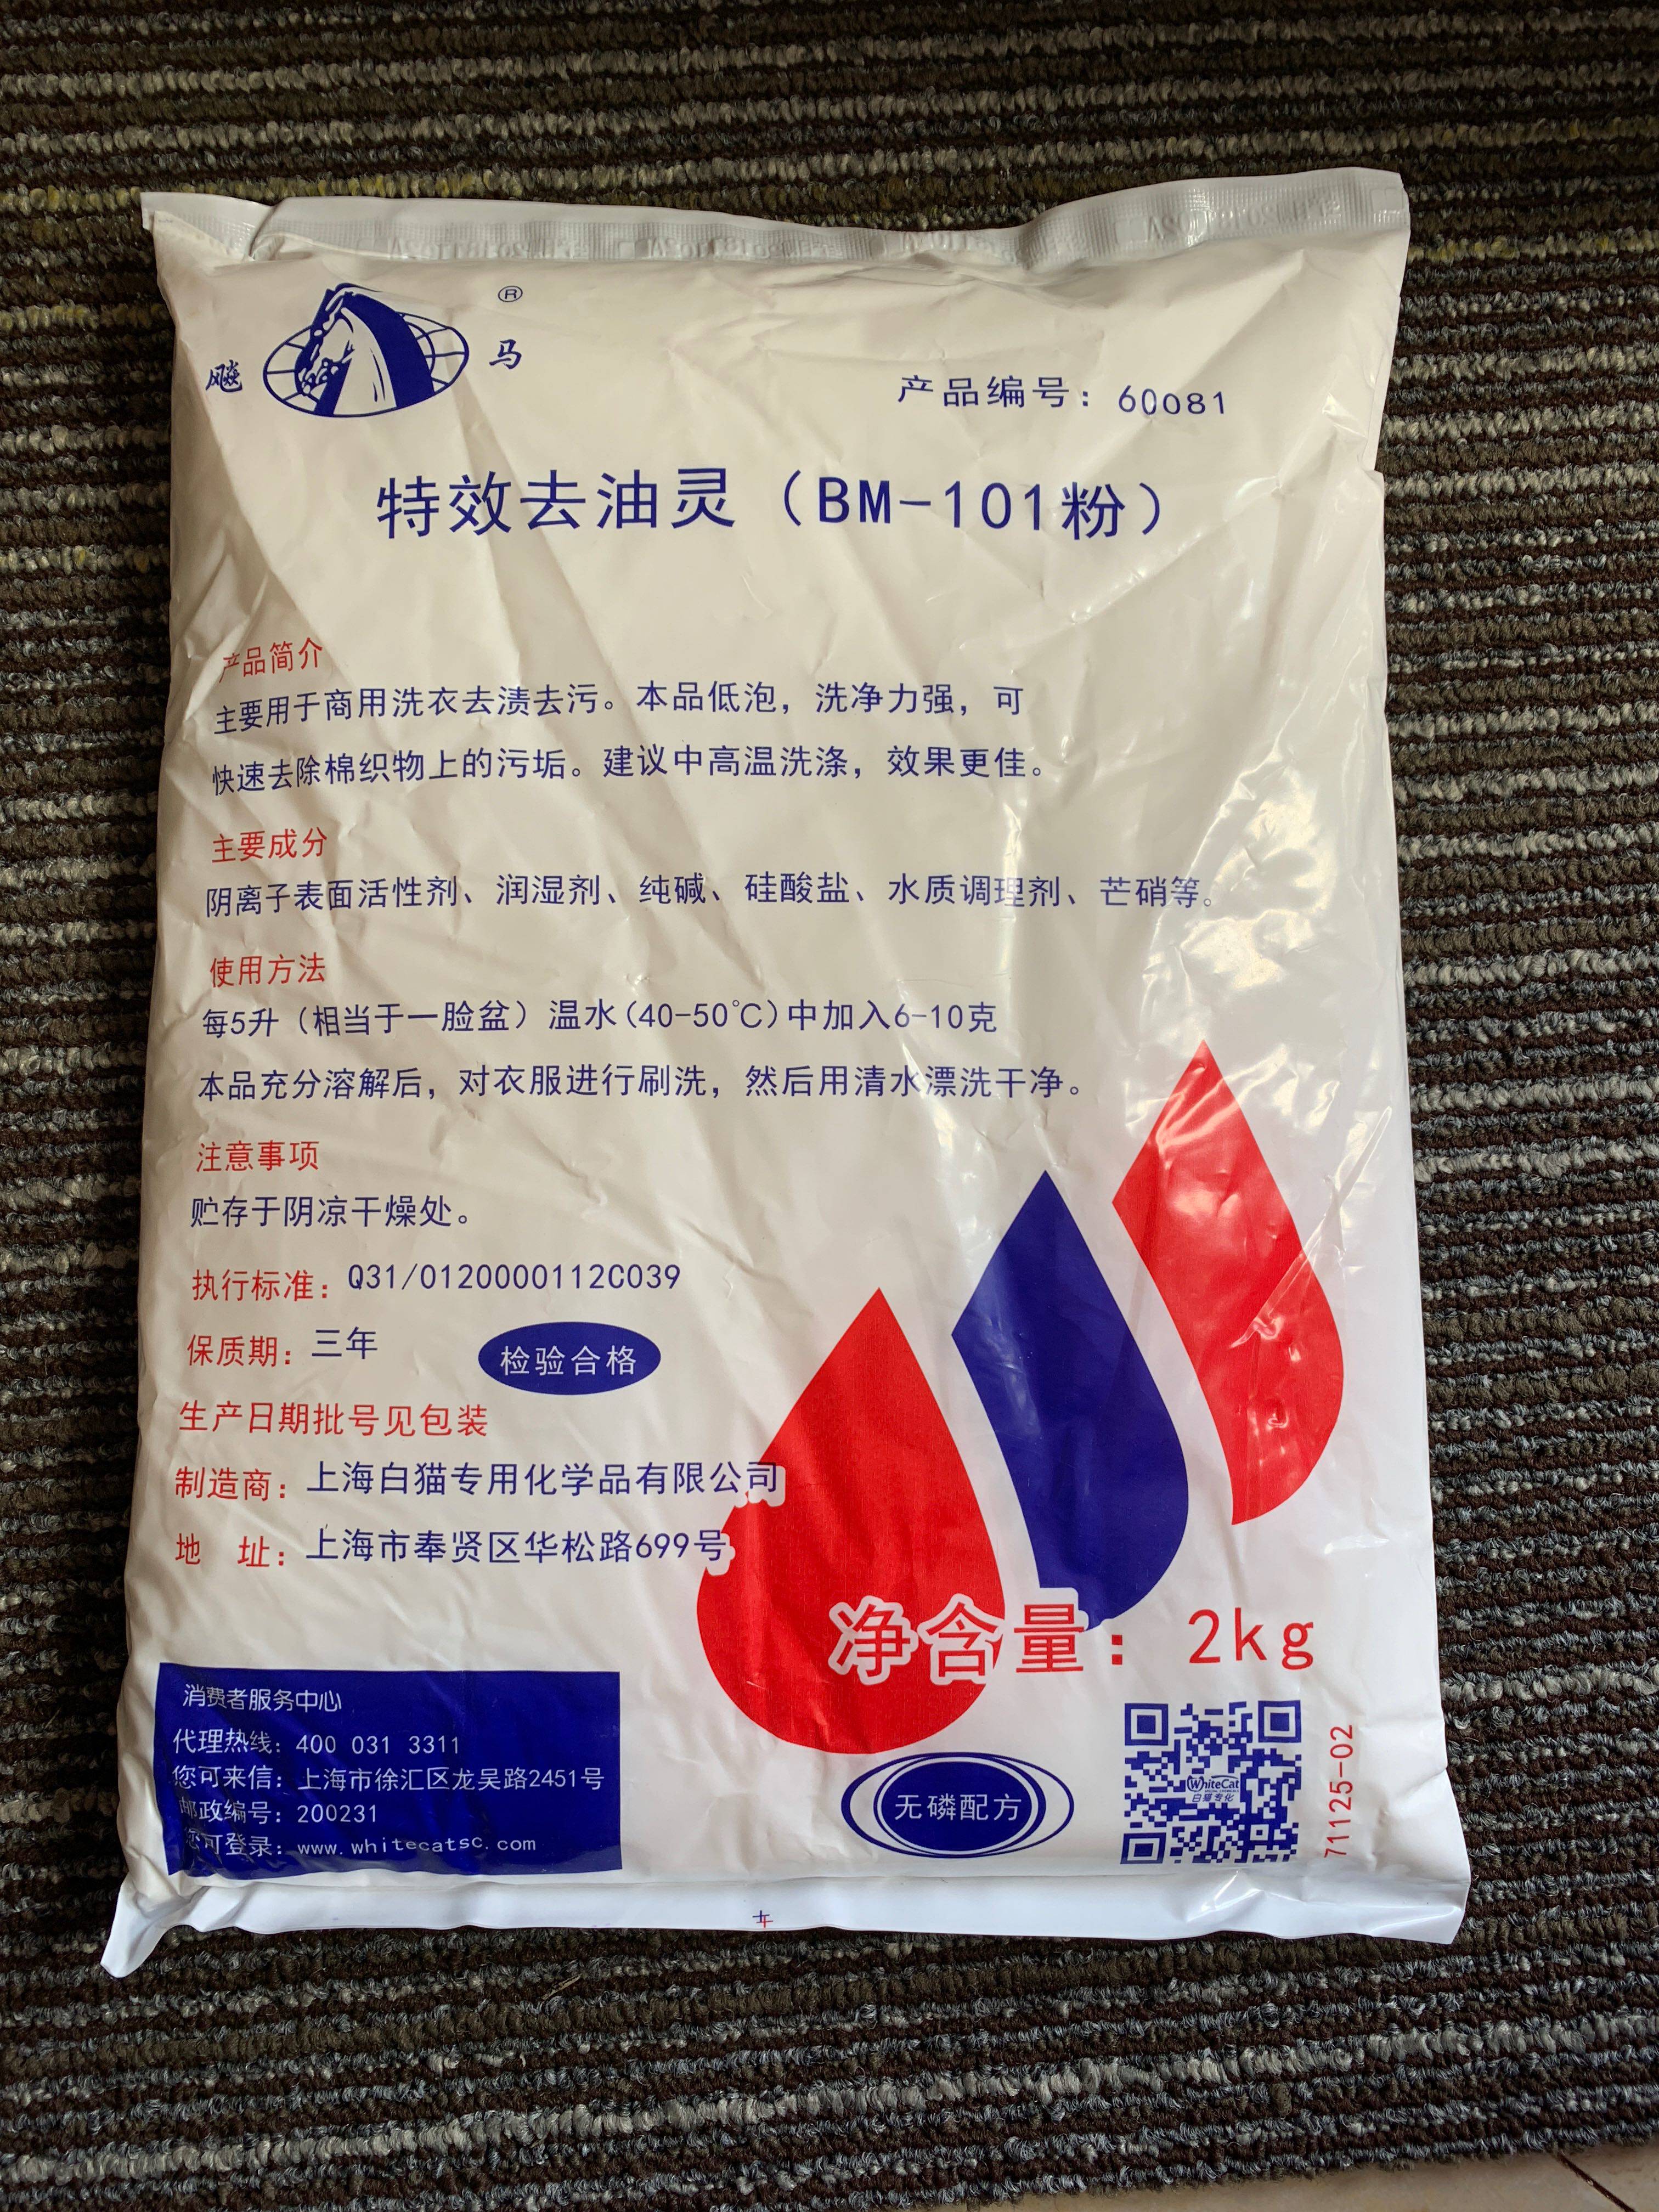 飚 马 ®
产品编号：60081
特效去油灵（BM-101粉）
产品简介
主要用于商用洗衣去渍去污。本品低泡，洗净力强，可
快速去除棉织物上的污垢。建议中高温洗涤，效果更佳。
主要成分
阴离子表面活性剂、润湿剂、纯碱、硅酸盐、水质调理剂、芒硝等。
使用方法
每5升（相当于一脸盆）温水(40-50℃)中加入6-10克
本品充分溶解后，对衣服进行刷洗，然后用清水漂洗干净。
注意事项
贮存于阴凉干燥处。
执行标准：Q31/0120000112C039
保质期：三年
检验合格
生产日期批号见包装
制造商：上海白猫专用化学品有限公司
地 址：上海市奉贤区华松路699号
净含量：2kg
消费者服务中心
代理热线：400 031 3311
您可来信：上海市徐汇区龙吴路2451号
邮政编号：200231
您可登录：www.whitecatsc.com
无磷配方
WhiteCat
白猫专化
71125-02